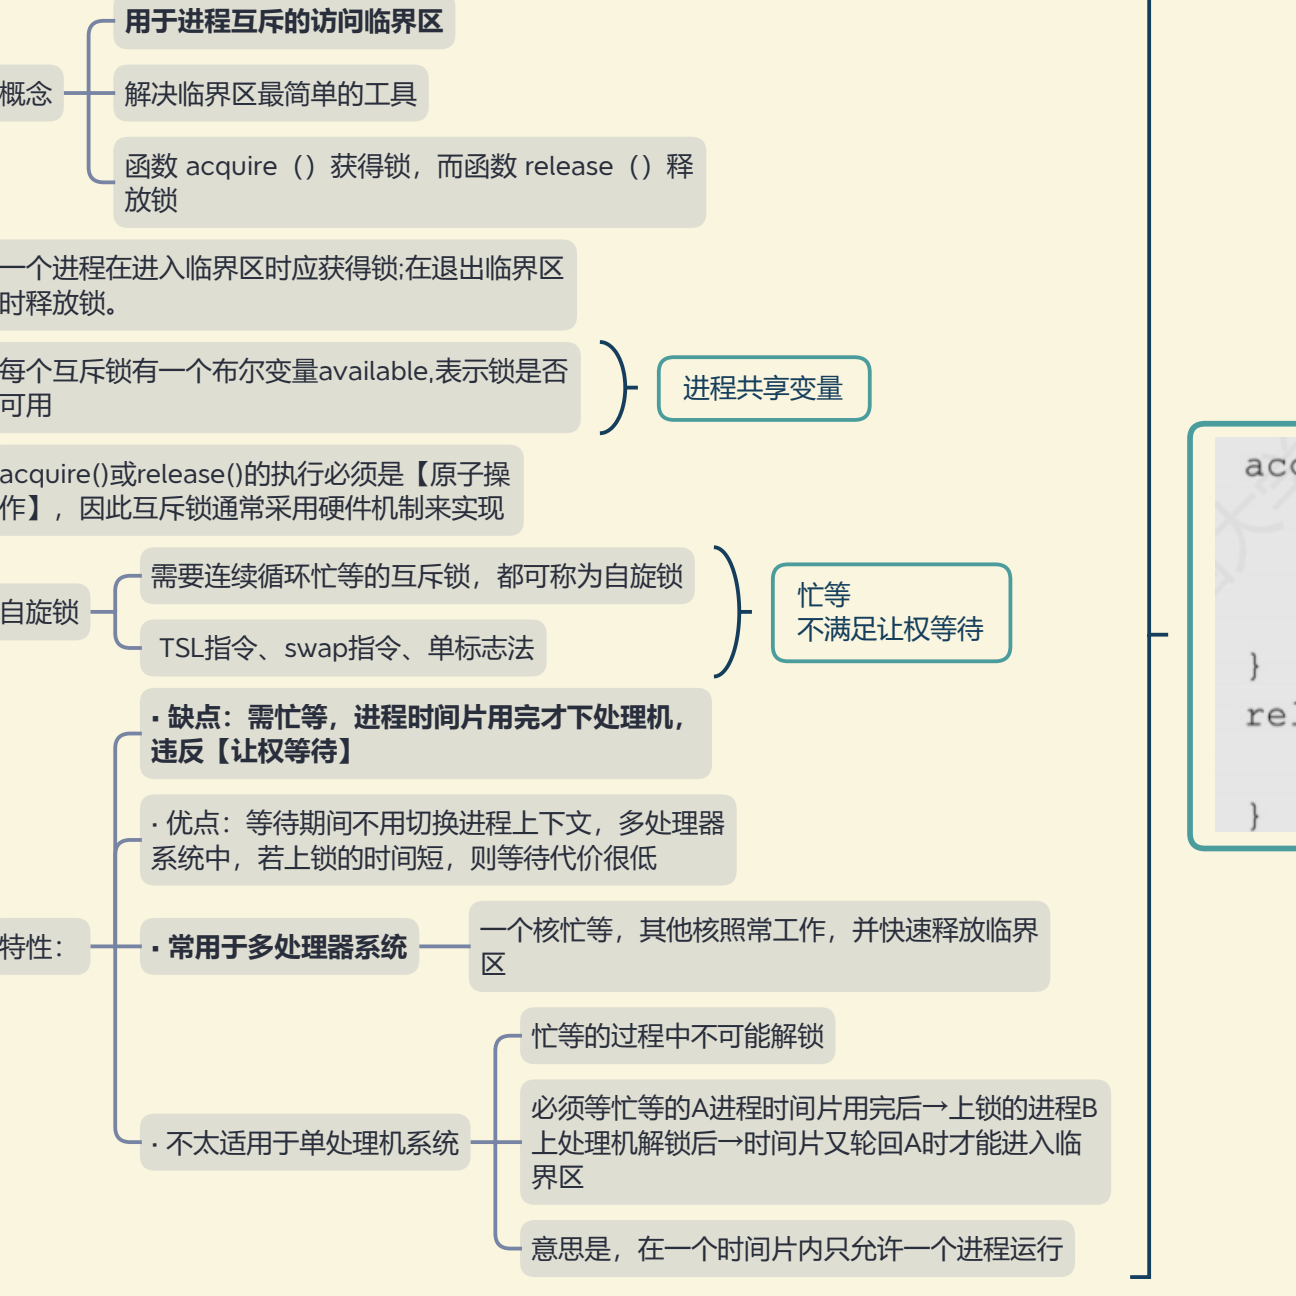 用于进程互斥的访问临界区
概念
解决临界区最简单的工具
函数 acquire（）获得锁，而函数 release（）释
放锁
一个进程在进入临界区时应获得锁;在退出临界区
时释放锁。
每个互斥锁有一个布尔变量available,表示锁是否
可用
进程共享变量
acquire()或release()的执行必须是【原子操
作】，因此互斥锁通常采用硬件机制来实现
自旋锁
需要连续循环忙等的互斥锁，都可称为自旋锁
TSL指令、swap指令、单标志法
忙等
不满足让权等待
特性：
· 缺点：需忙等，进程时间片用完才下处理机，
违反【让权等待】
· 优点：等待期间不用切换进程上下文，多处理器
系统中，若上锁的时间短，则等待代价很低
· 常用于多处理器系统
一个核忙等，其他核照常工作，并快速释放临界
区
· 不太适用于单处理机系统
忙等的过程中不可能解锁
必须等忙等的A进程时间片用完后→上锁的进程B
上处理机解锁后→时间片又轮回A时才能进入临
界区
意思是，在一个时间片内只允许一个进程运行
}
}